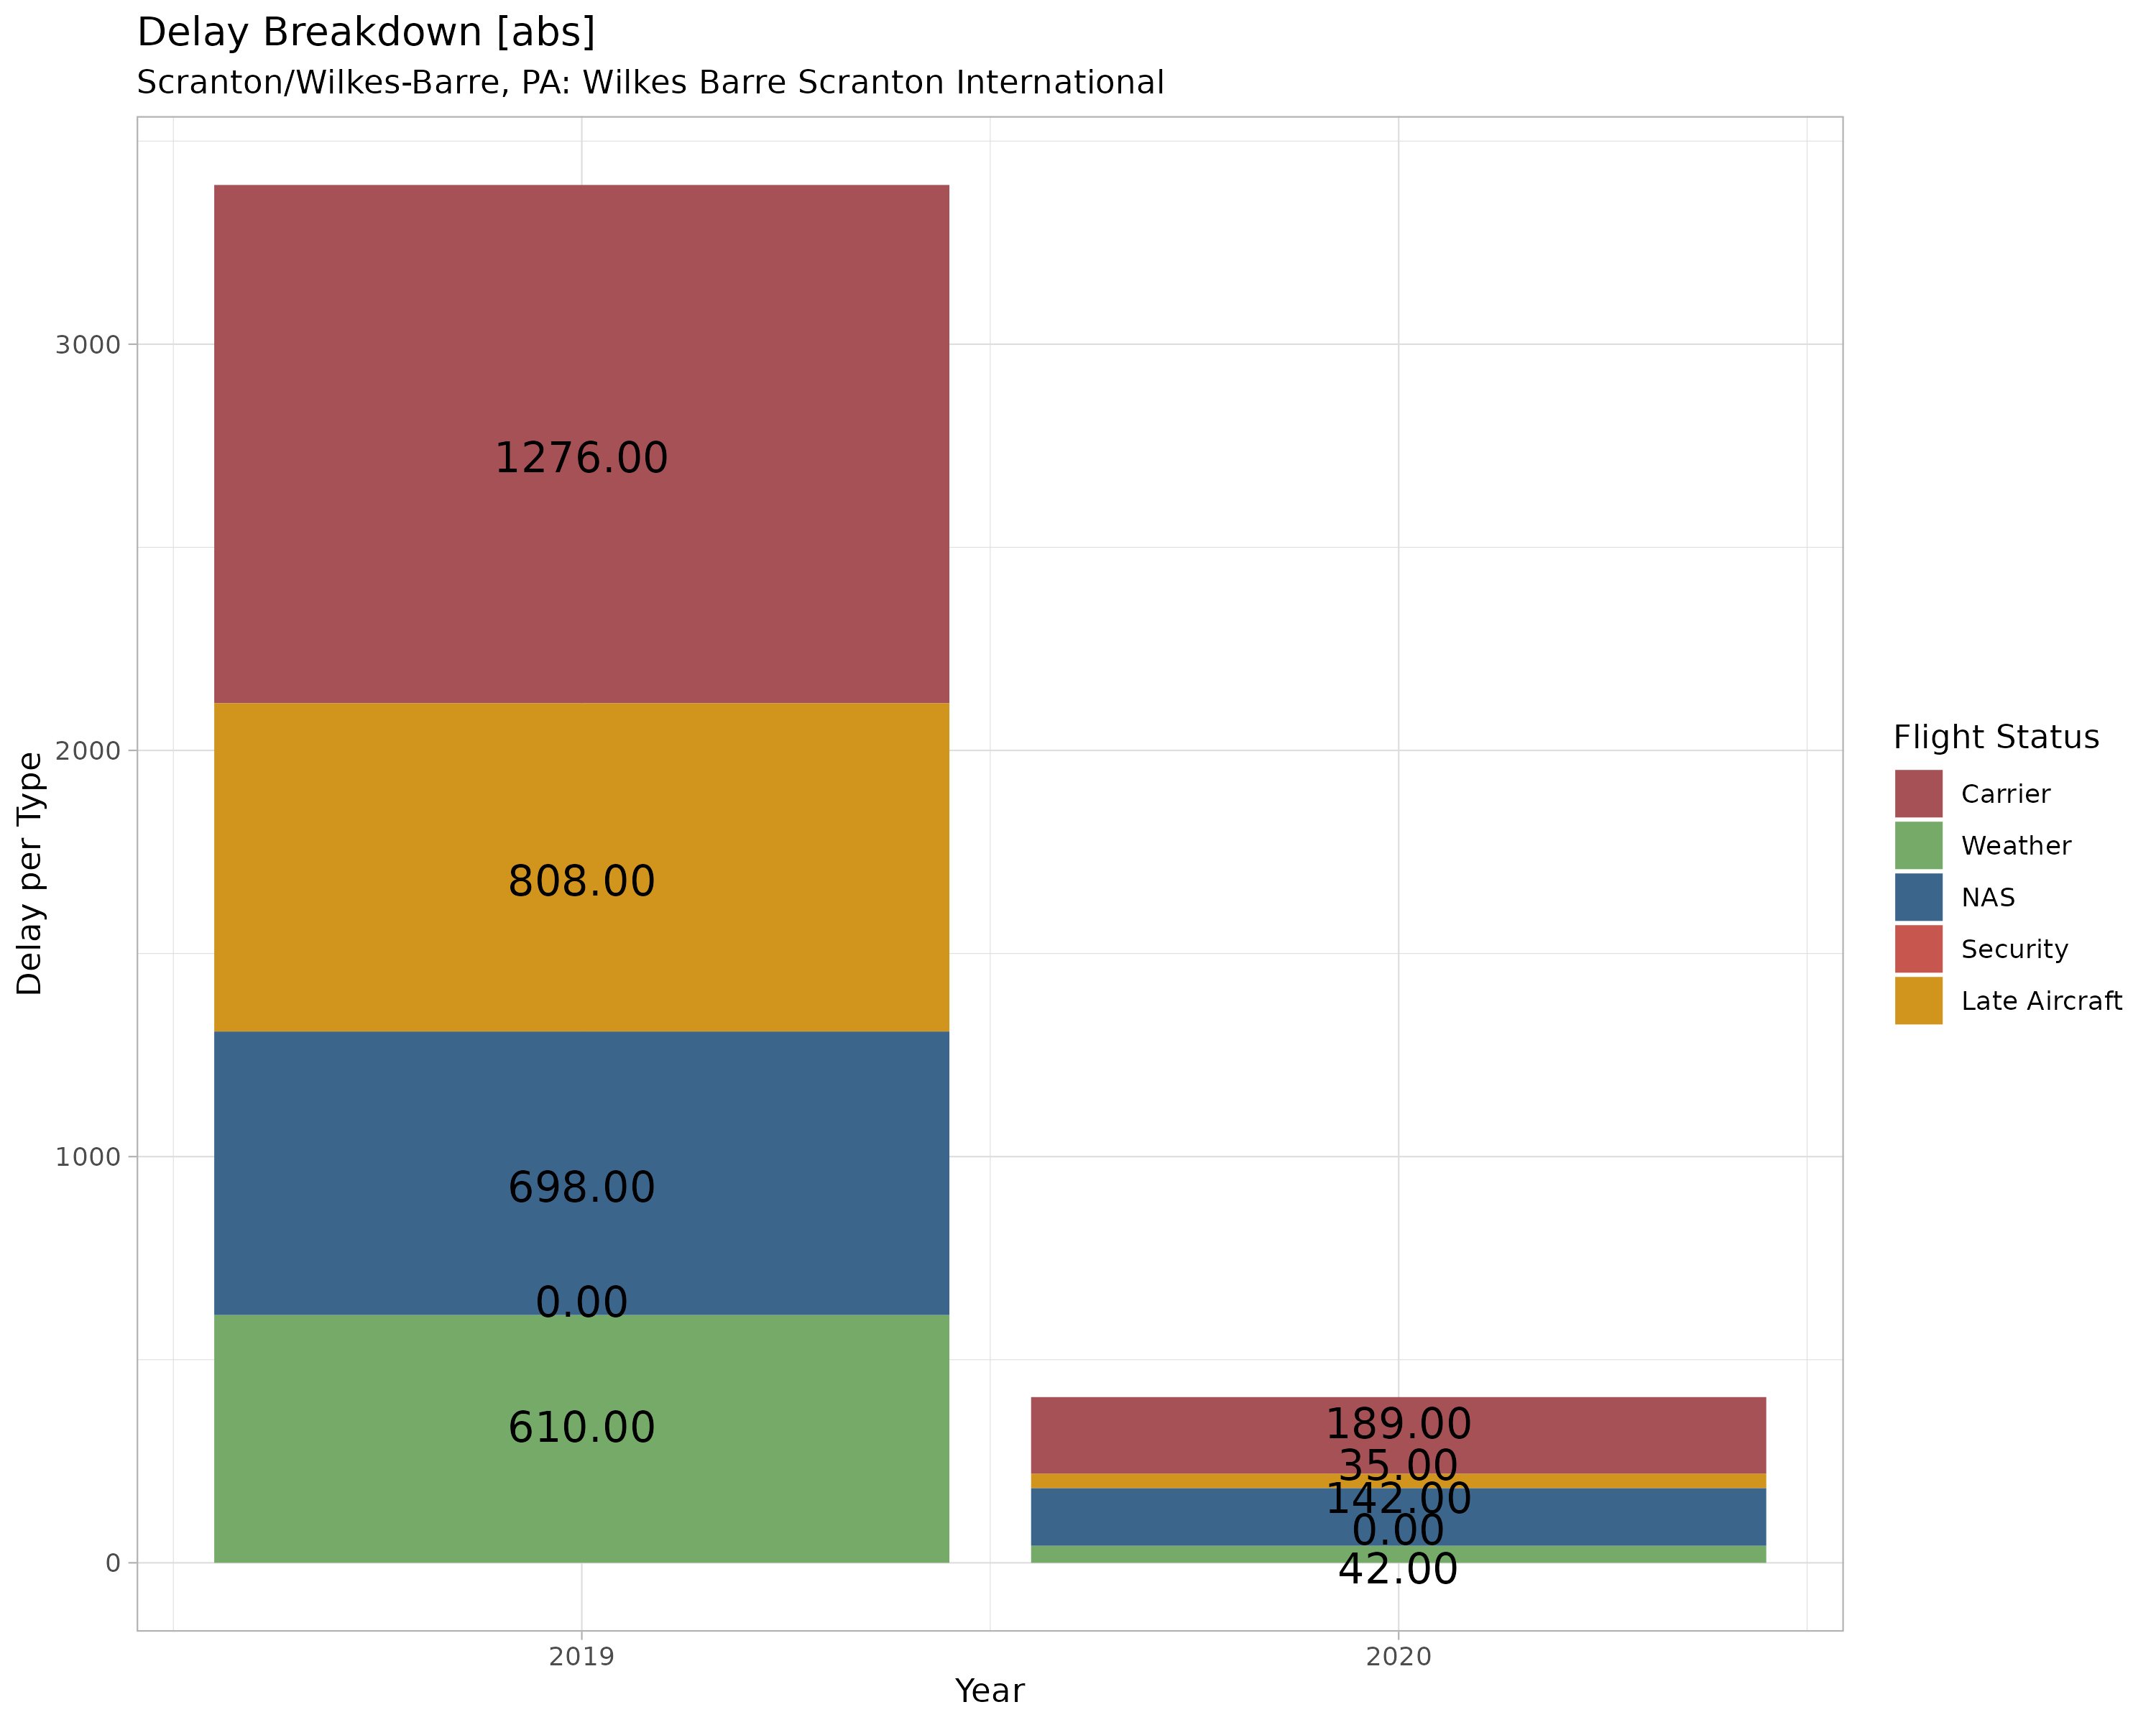 Delay Breakdown [abs]
Scranton/Wilkes-Barre, PA: Wilkes Barre Scranton International
Delay per Type
3000
2000
1000
0
1276.00
808.00
698.00
0.00
610.00
189.00
35.00
142.00
0.00
42.00
2019
2020
Year
Flight Status
Carrier
Weather
NAS
Security
Late Aircraft